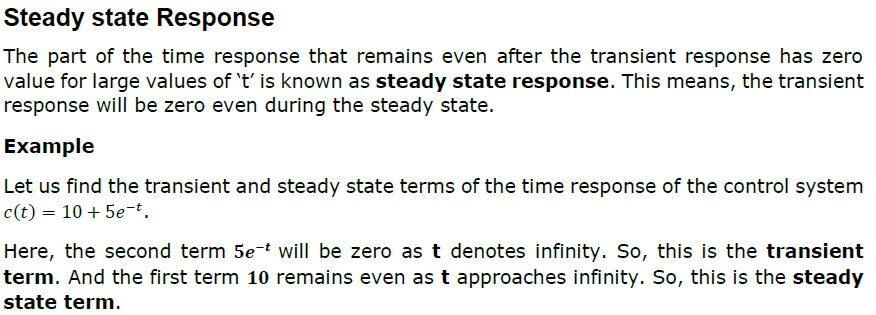 Steady state Response
The part of the time response that remains even after the transient response has zero
value for large values of ‘t’ is known as steady state response. This means, the transient
response will be zero even during the steady state.
Example
Let us find the transient and steady state terms of the time response of the control system
c(t) = 10 + 5e⁻ᵗ.
Here, the second term 5e⁻ᵗ will be zero as t denotes infinity. So, this is the transient
term. And the first term 10 remains even as t approaches infinity. So, this is the steady
state term.